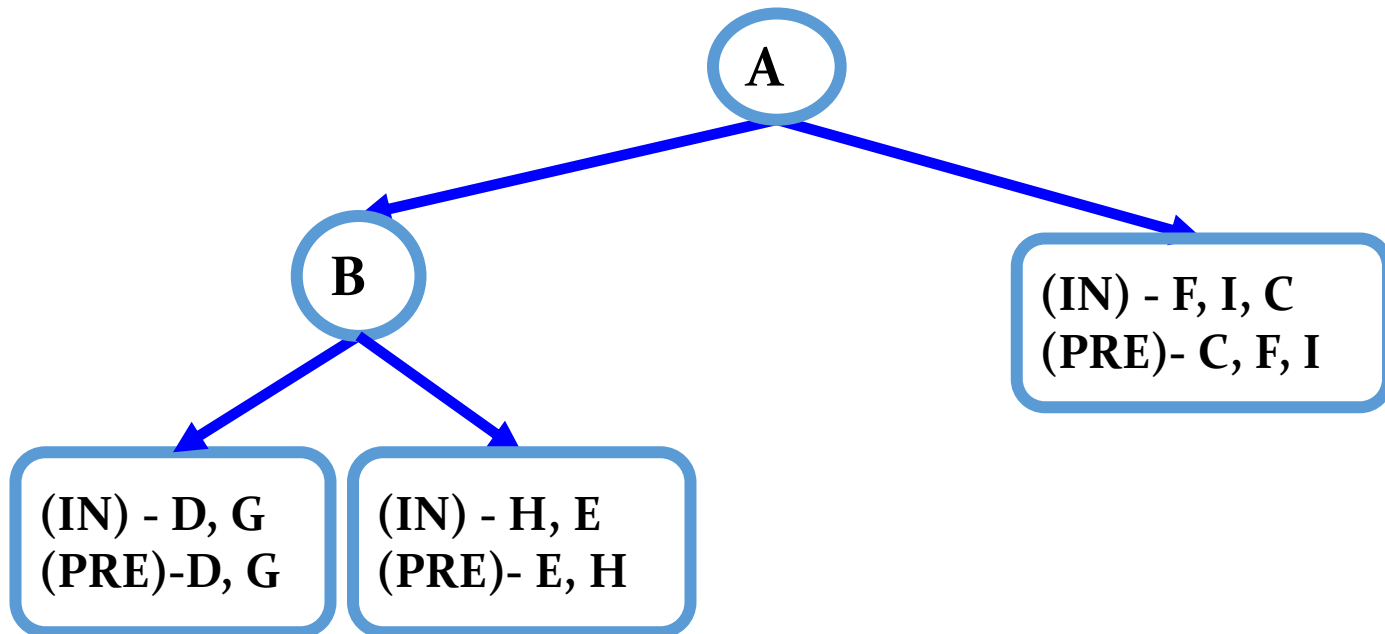 A
B
(IN) - F, I, C
(PRE)- C, F, I
(IN) - D, G
(PRE)-D, G
(IN) - H, E
(PRE)- E, H